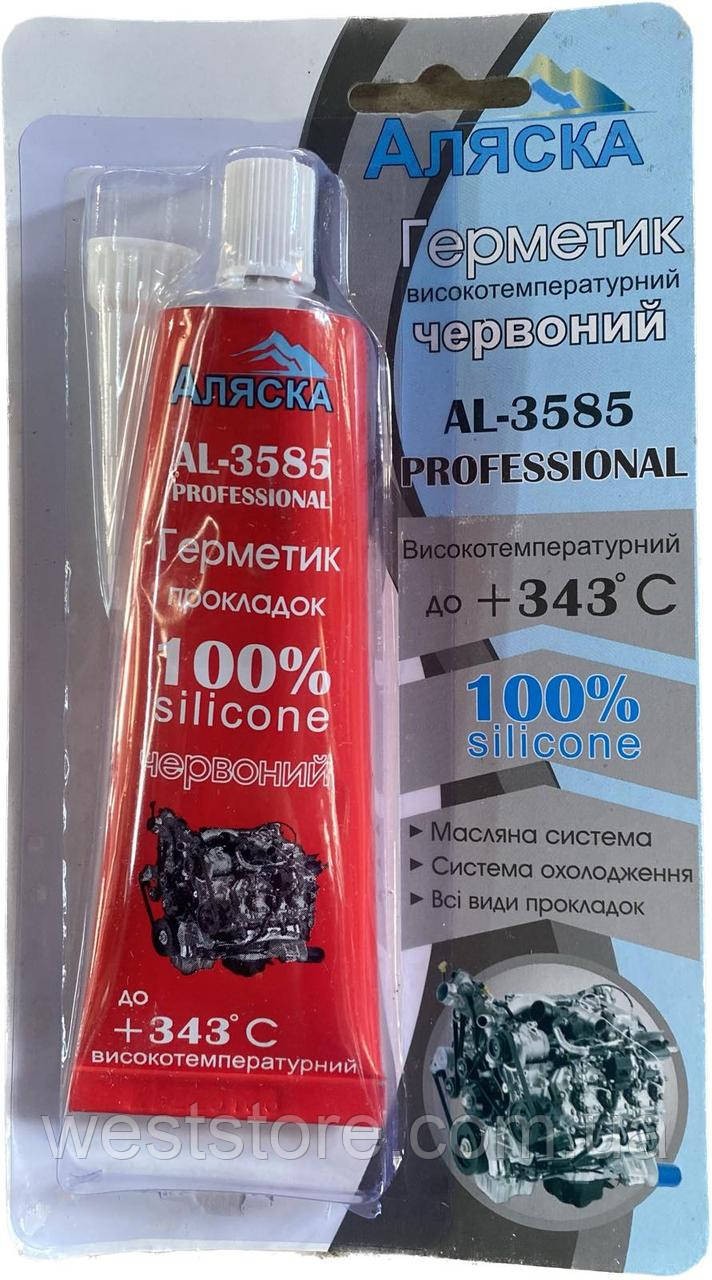 АЛЯСКА
Герметик
високотемпературний
червоний
AL-3585
PROFESSIONAL
Високотемпературний
до +343°C
100%
silicone
Масляна система
Система охолодження
Всі види прокладок
АЛЯСКА
AL-3585
PROFESSIONAL
Герметик
прокладок
100%
silicone
червоний
до
+343°C
високотемпературний
weststore.com.ua